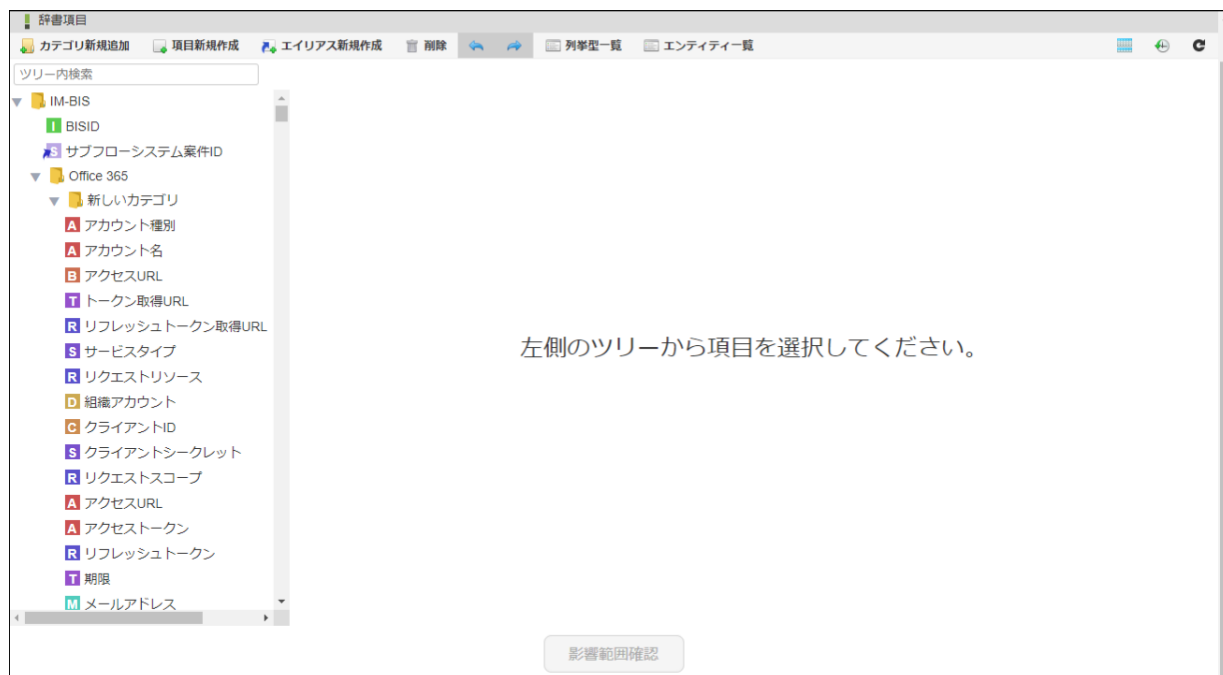 辞書項目
カテゴリ新規追加 項目新規作成 エイリアス新規作成 削除 列挙型一覧 エンティティ一覧
ツリー内検索
IM-BIS
I BISID
S サブフローシステム案件ID
Office 365
新しいカテゴリ
A アカウント種別
A アカウント名
B アクセスURL
T トークン取得URL
R リフレッシュトークン取得URL
S サービスタイプ
R リクエストリソース
D 組織アカウント
C クライアントID
S クライアントシークレット
R リクエストスコープ
A アクセスURL
A アクセストークン
R リフレッシュトークン
T 期限
M メールアドレス
左側のツリーから項目を選択してください。
影響範囲確認